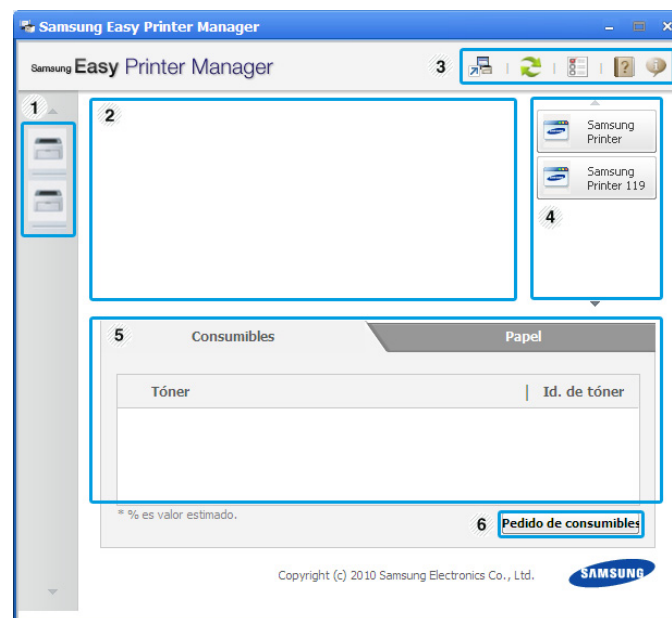 Samsung Easy Printer Manager
Samsung Easy Printer Manager
3
1
2
Samsung
Printer
Samsung
Printer 119
4
5
Consumibles
Papel
Tóner
Id. de tóner
* % es valor estimado.
6
Pedido de consumibles
Copyright (c) 2010 Samsung Electronics Co., Ltd.
SAMSUNG